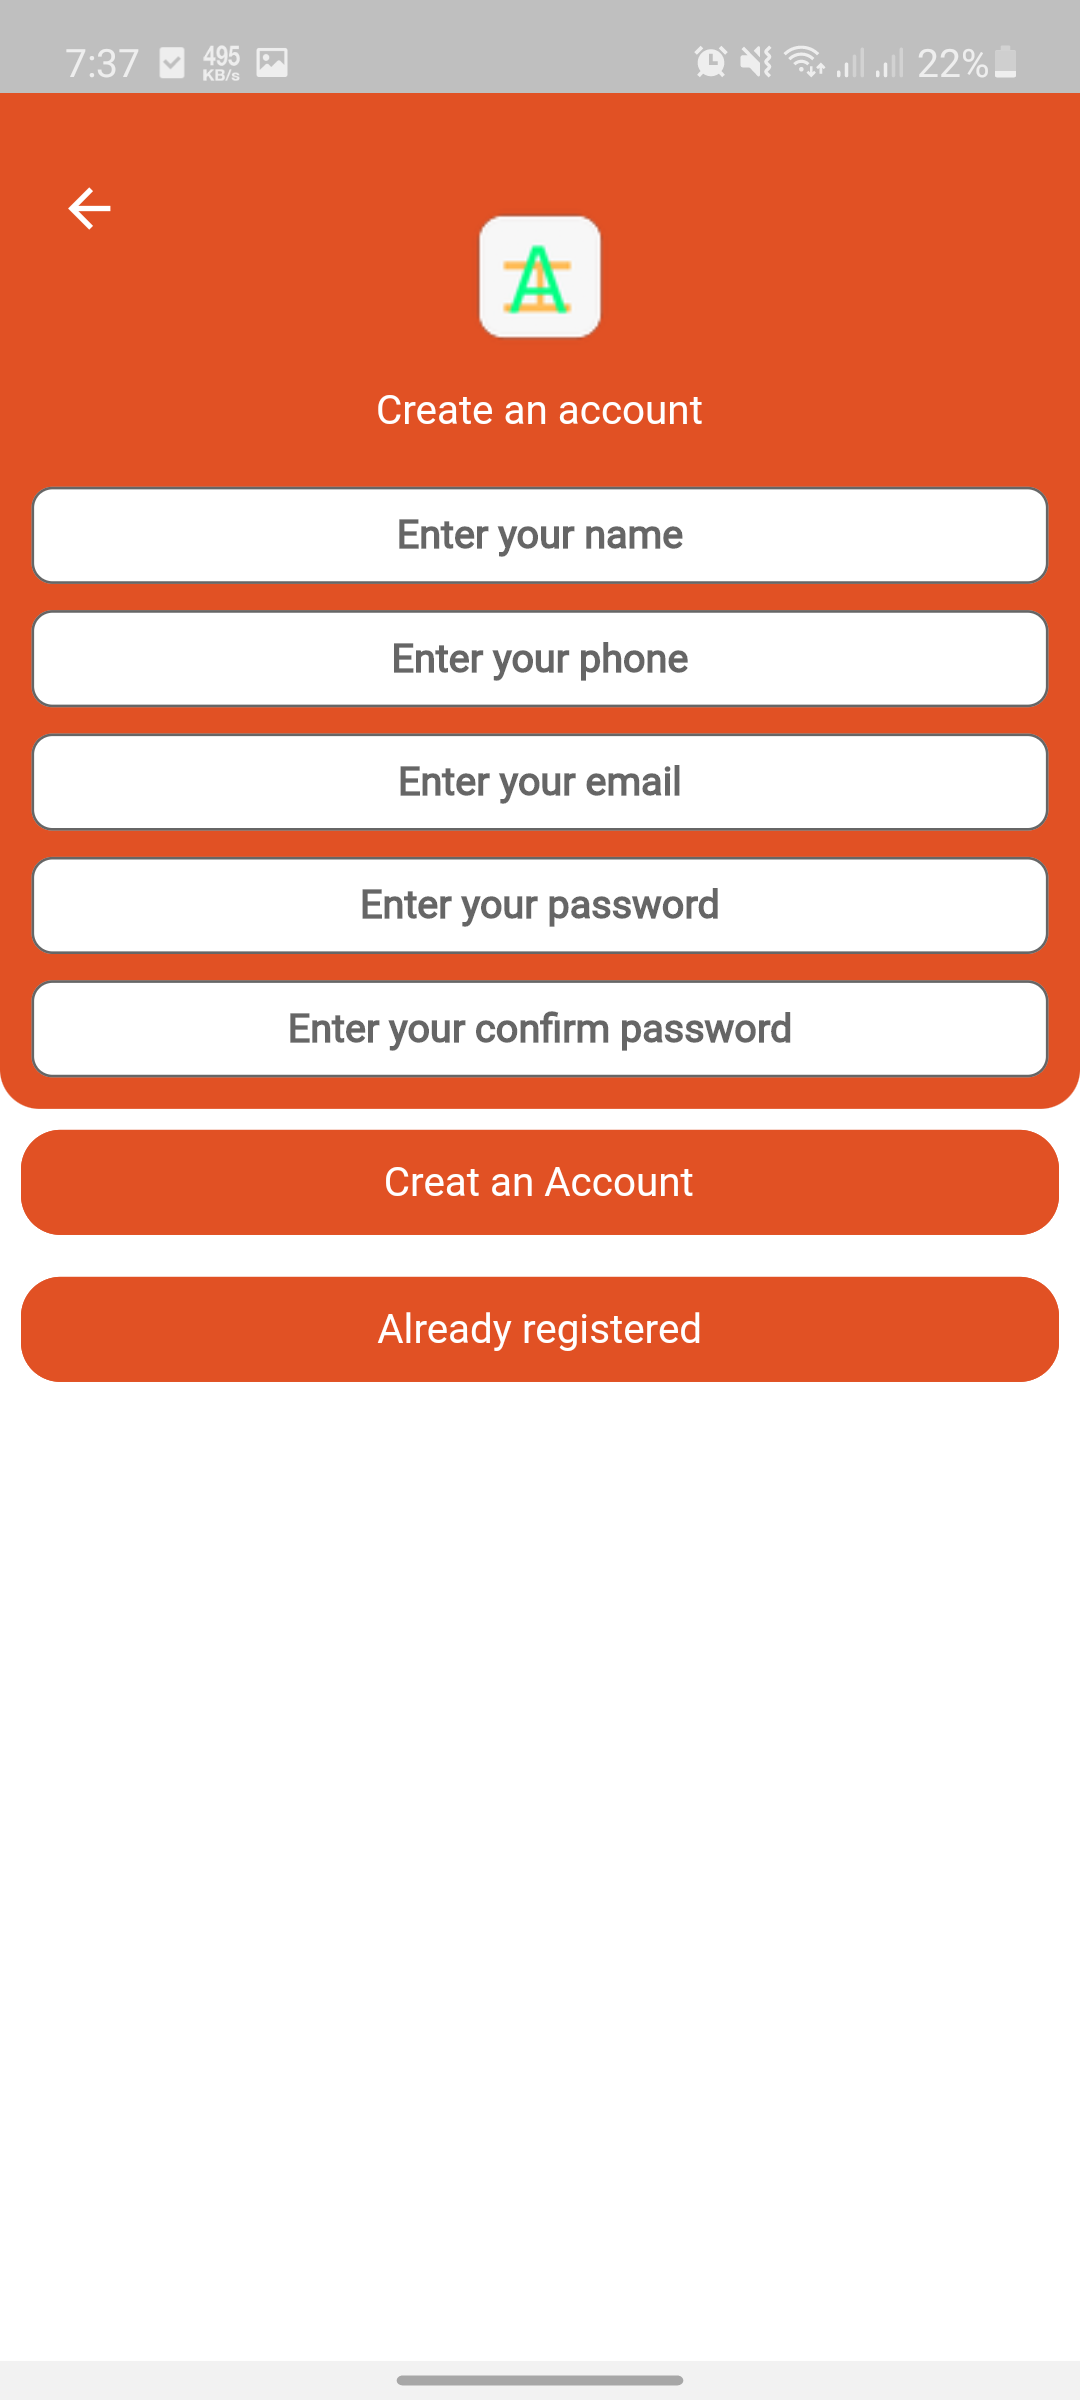 7:37 495 KB/s 22%
A
Create an account
Enter your name
Enter your phone
Enter your email
Enter your password
Enter your confirm password
Creat an Account
Already registered